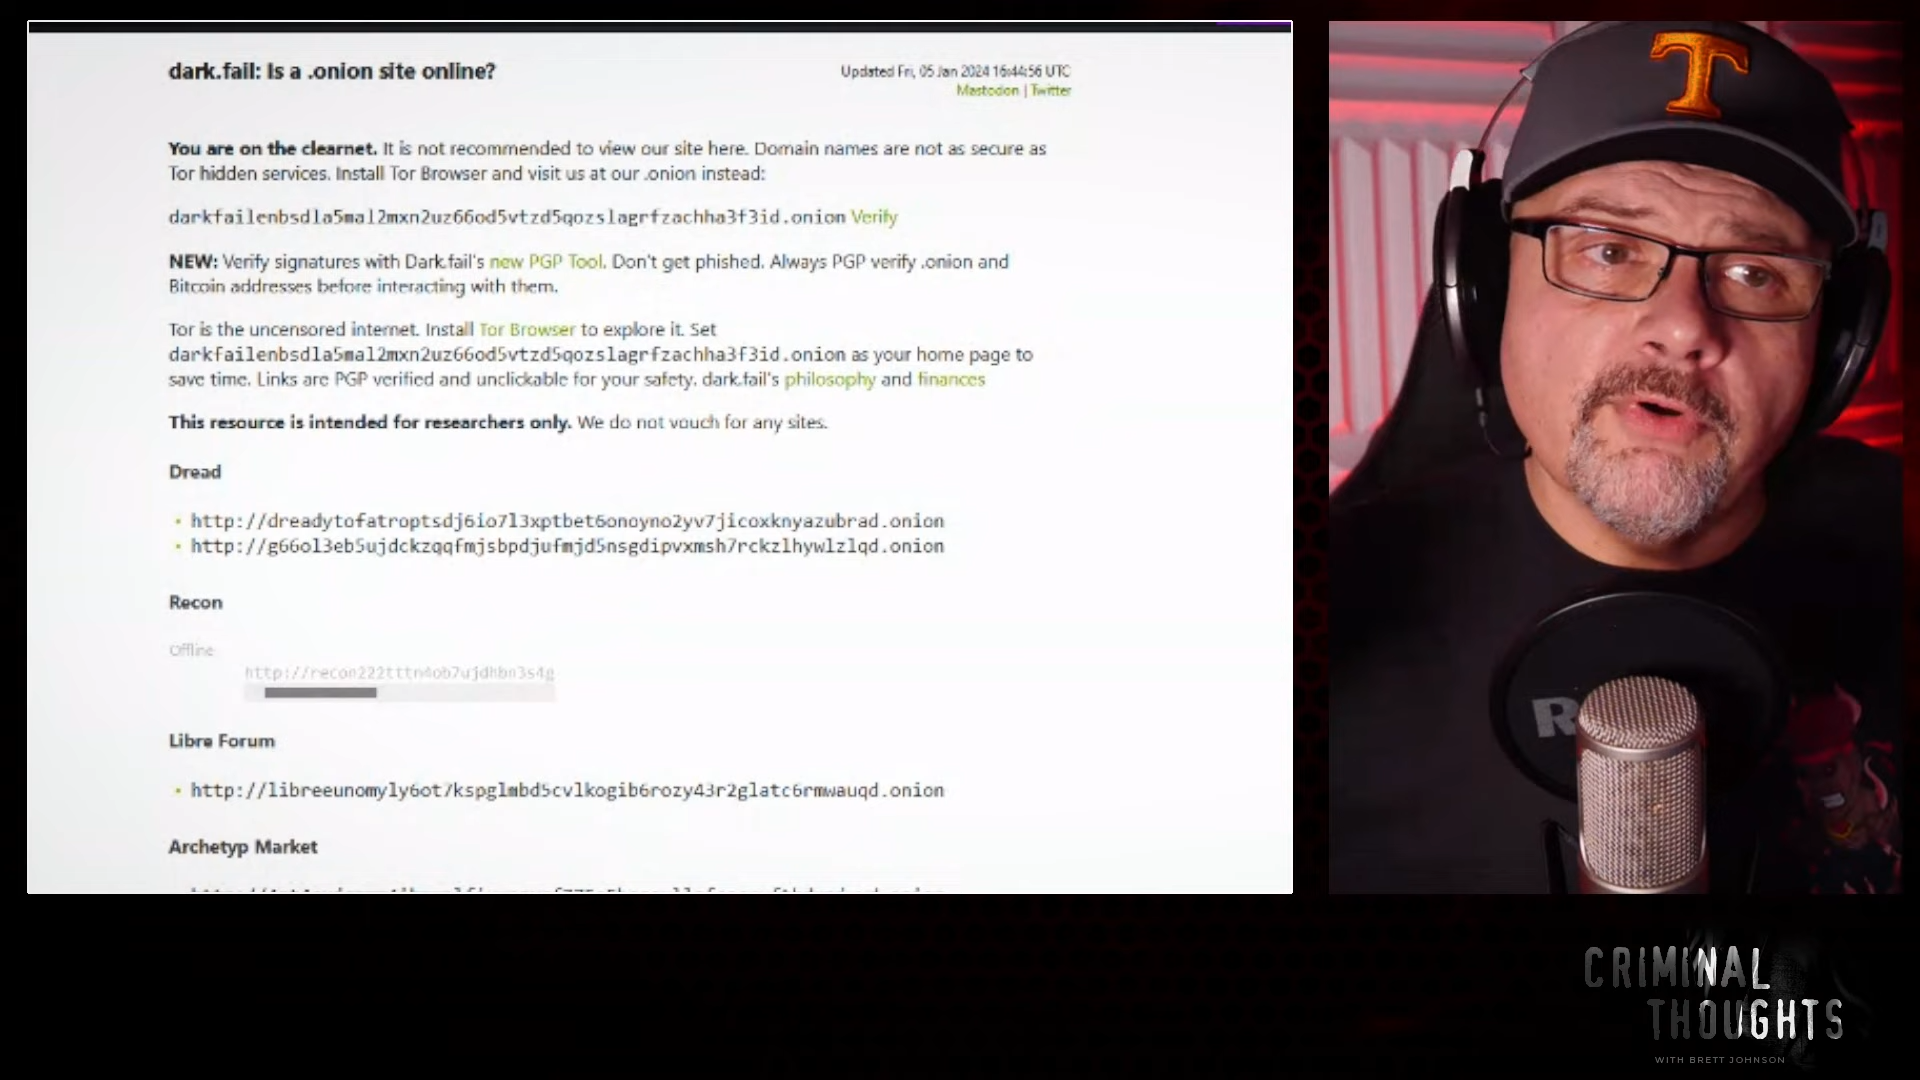 dark.fail: Is a .onion site online?
Updated Fri, 05 Jan 2024 16:44:56 UTC
Mastodon | Twitter
You are on the clearnet. It is not recommended to view our site here. Domain names are not as secure as
Tor hidden services. Install Tor Browser and visit us at our .onion instead:
darkfailenbsdla5mal2mxn2uz66od5vtzd5qozslagrfzachha3f3id.onion Verify
NEW: Verify signatures with Dark.fail's new PGP Tool. Don't get phished. Always PGP verify .onion and
Bitcoin addresses before interacting with them.
Tor is the uncensored internet. Install Tor Browser to explore it. Set
darkfailenbsdla5mal2mxn2uz66od5vtzd5qozslagrfzachha3f3id.onion as your home page to
save time. Links are PGP verified and unclickable for your safety. dark.fail's philosophy and finances
This resource is intended for researchers only. We do not vouch for any sites.
Dread
http://dreadytofatroptsdj6io7l3xptbet6onoyno2yv7jicoxknyazubrad.onion
http://g66ol3eb5ujdckzqqfmjsbpdjufmjd5nsgdipvxmsh7rckzlhywlzlqd.onion
Recon
Offline
http://recon222tttn4ob7ujdhbn3s4g
Libre Forum
http://libreeunomyly6ot7kspglmbd5cvlkogib6rozy43r2glatc6rmwauqd.onion
Archetyp Market
T
CRIMINAL
THOUGHTS
WITH BRETT JOHNSON